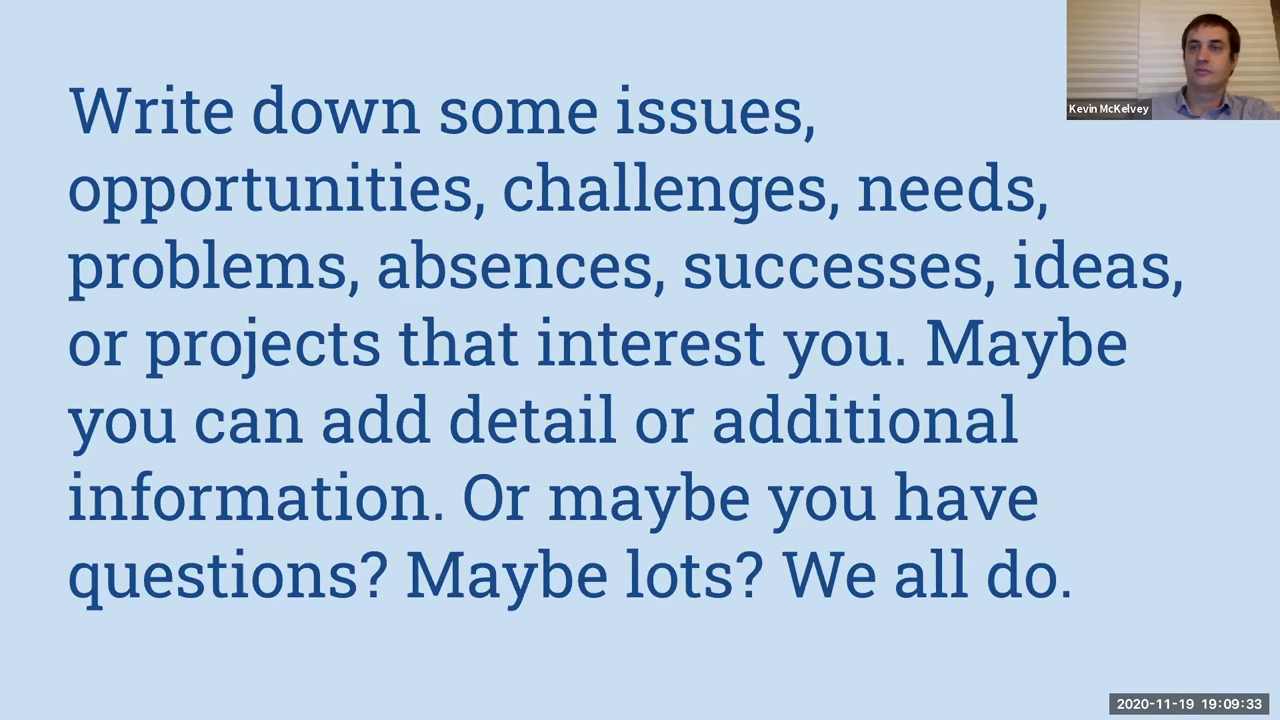 Write down some issues,
opportunities, challenges, needs,
problems, absences, successes, ideas,
or projects that interest you. Maybe
you can add detail or additional
information. Or maybe you have
questions? Maybe lots? We all do.
Kevin McKelvey
2020-11-19 19:09:33